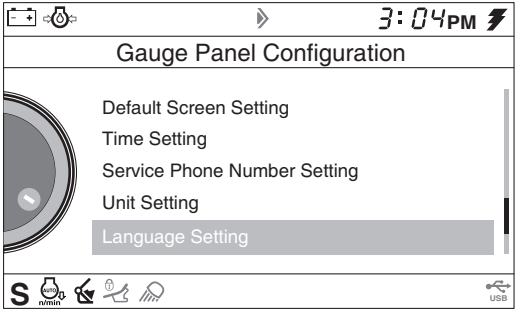 3:04PM
Gauge Panel Configuration
Default Screen Setting
Time Setting
Service Phone Number Setting
Unit Setting
Language Setting
S AUTO
n/min
USB